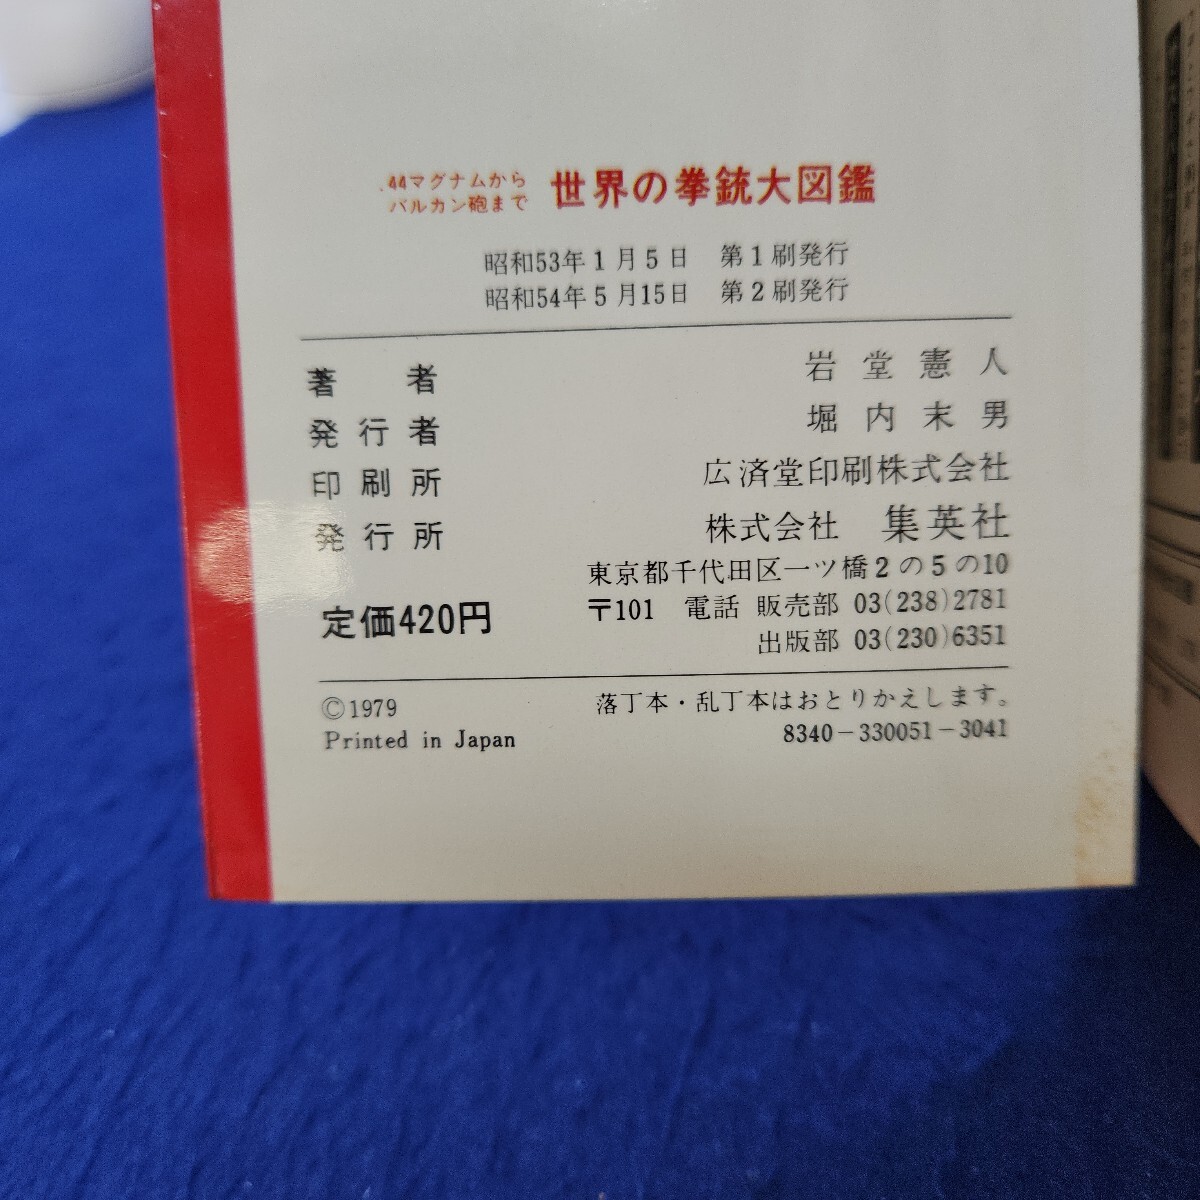 .44マグナムから
バルカン砲まで
世界の拳銃大図鑑
昭和53年1月5日 第1刷発行
昭和54年5月15日 第2刷発行
著者 岩堂憲人
発行者 堀内末男
印刷所 広済堂印刷株式会社
発行所 株式会社 集英社
東京都千代田区一ツ橋2の5の10
〒101 電話 販売部 03(238)2781
出版部 03(230)6351
定価420円
©1979 落丁本・乱丁本はおとりかえします。
Printed in Japan 8340-330051-3041